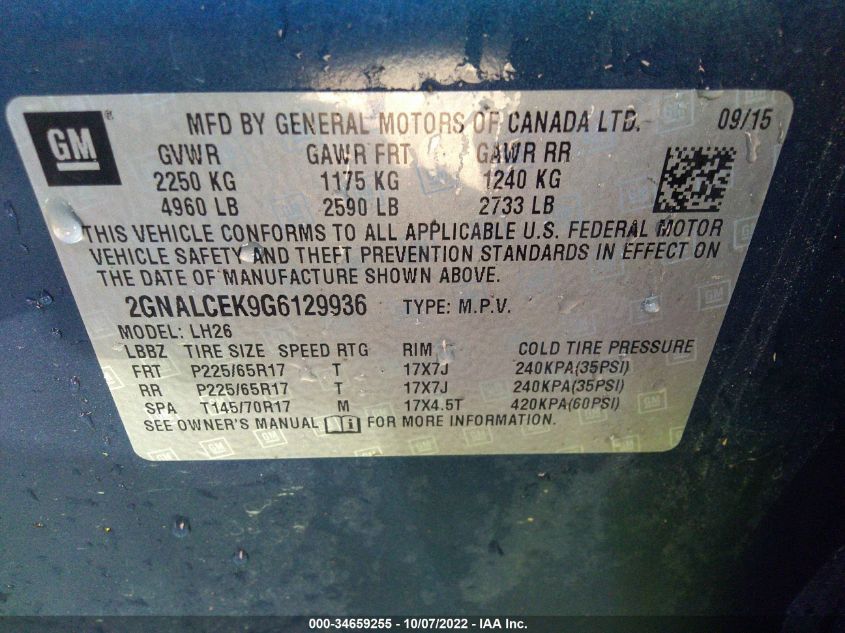 GM ®
MFD BY GENERAL MOTORS OF CANADA LTD. 09/15
GVWR GAWR FRT GAWR RR
2250 KG 1175 KG 1240 KG
4960 LB 2590 LB 2733 LB
THIS VEHICLE CONFORMS TO ALL APPLICABLE U.S. FEDERAL MOTOR
VEHICLE SAFETY AND THEFT PREVENTION STANDARDS IN EFFECT ON
THE DATE OF MANUFACTURE SHOWN ABOVE.
2GNALCEK9G6129936 TYPE: M.P.V.
MODEL: LH26
LBBZ TIRE SIZE SPEED RTG RIM COLD TIRE PRESSURE
FRT P225/65R17 T 17X7J 240KPA(35PSI)
RR P225/65R17 T 17X7J 240KPA(35PSI)
SPA T145/70R17 M 17X4.5T 420KPA(60PSI)
SEE OWNER'S MANUAL i FOR MORE INFORMATION.
000-34659255 - 10/07/2022 - IAA Inc.